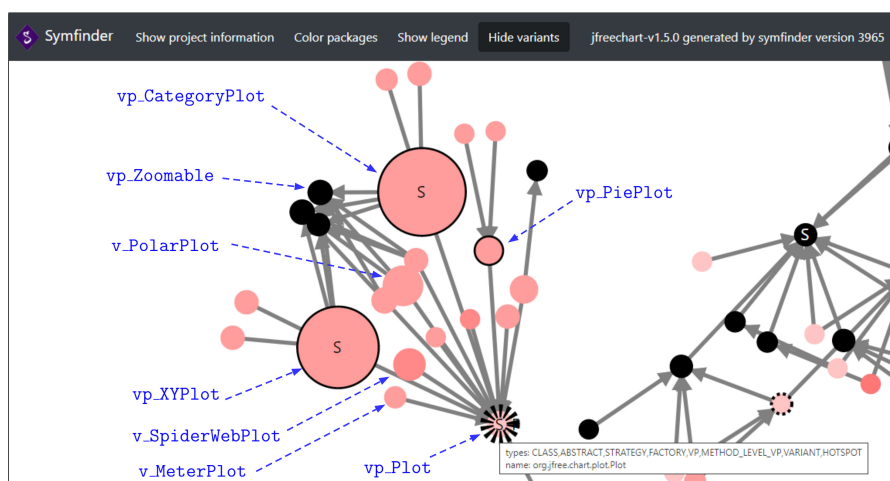 Symfinder Show project information Color packages Show legend Hide variants jfreechart-v1.5.0 generated by symfinder version 3965
vp_CategoryPlot
vp_Zoomable
S
vp_PiePlot
v_PolarPlot
S
S
vp_XYPlot
v_SpiderWebPlot
S
v_MeterPlot
vp_Plot
types: CLASS,ABSTRACT,STRATEGY,FACTORY,VP,METHOD_LEVEL_VP,VARIANT,HOTSPOT
name: org.jfree.chart.plot.Plot